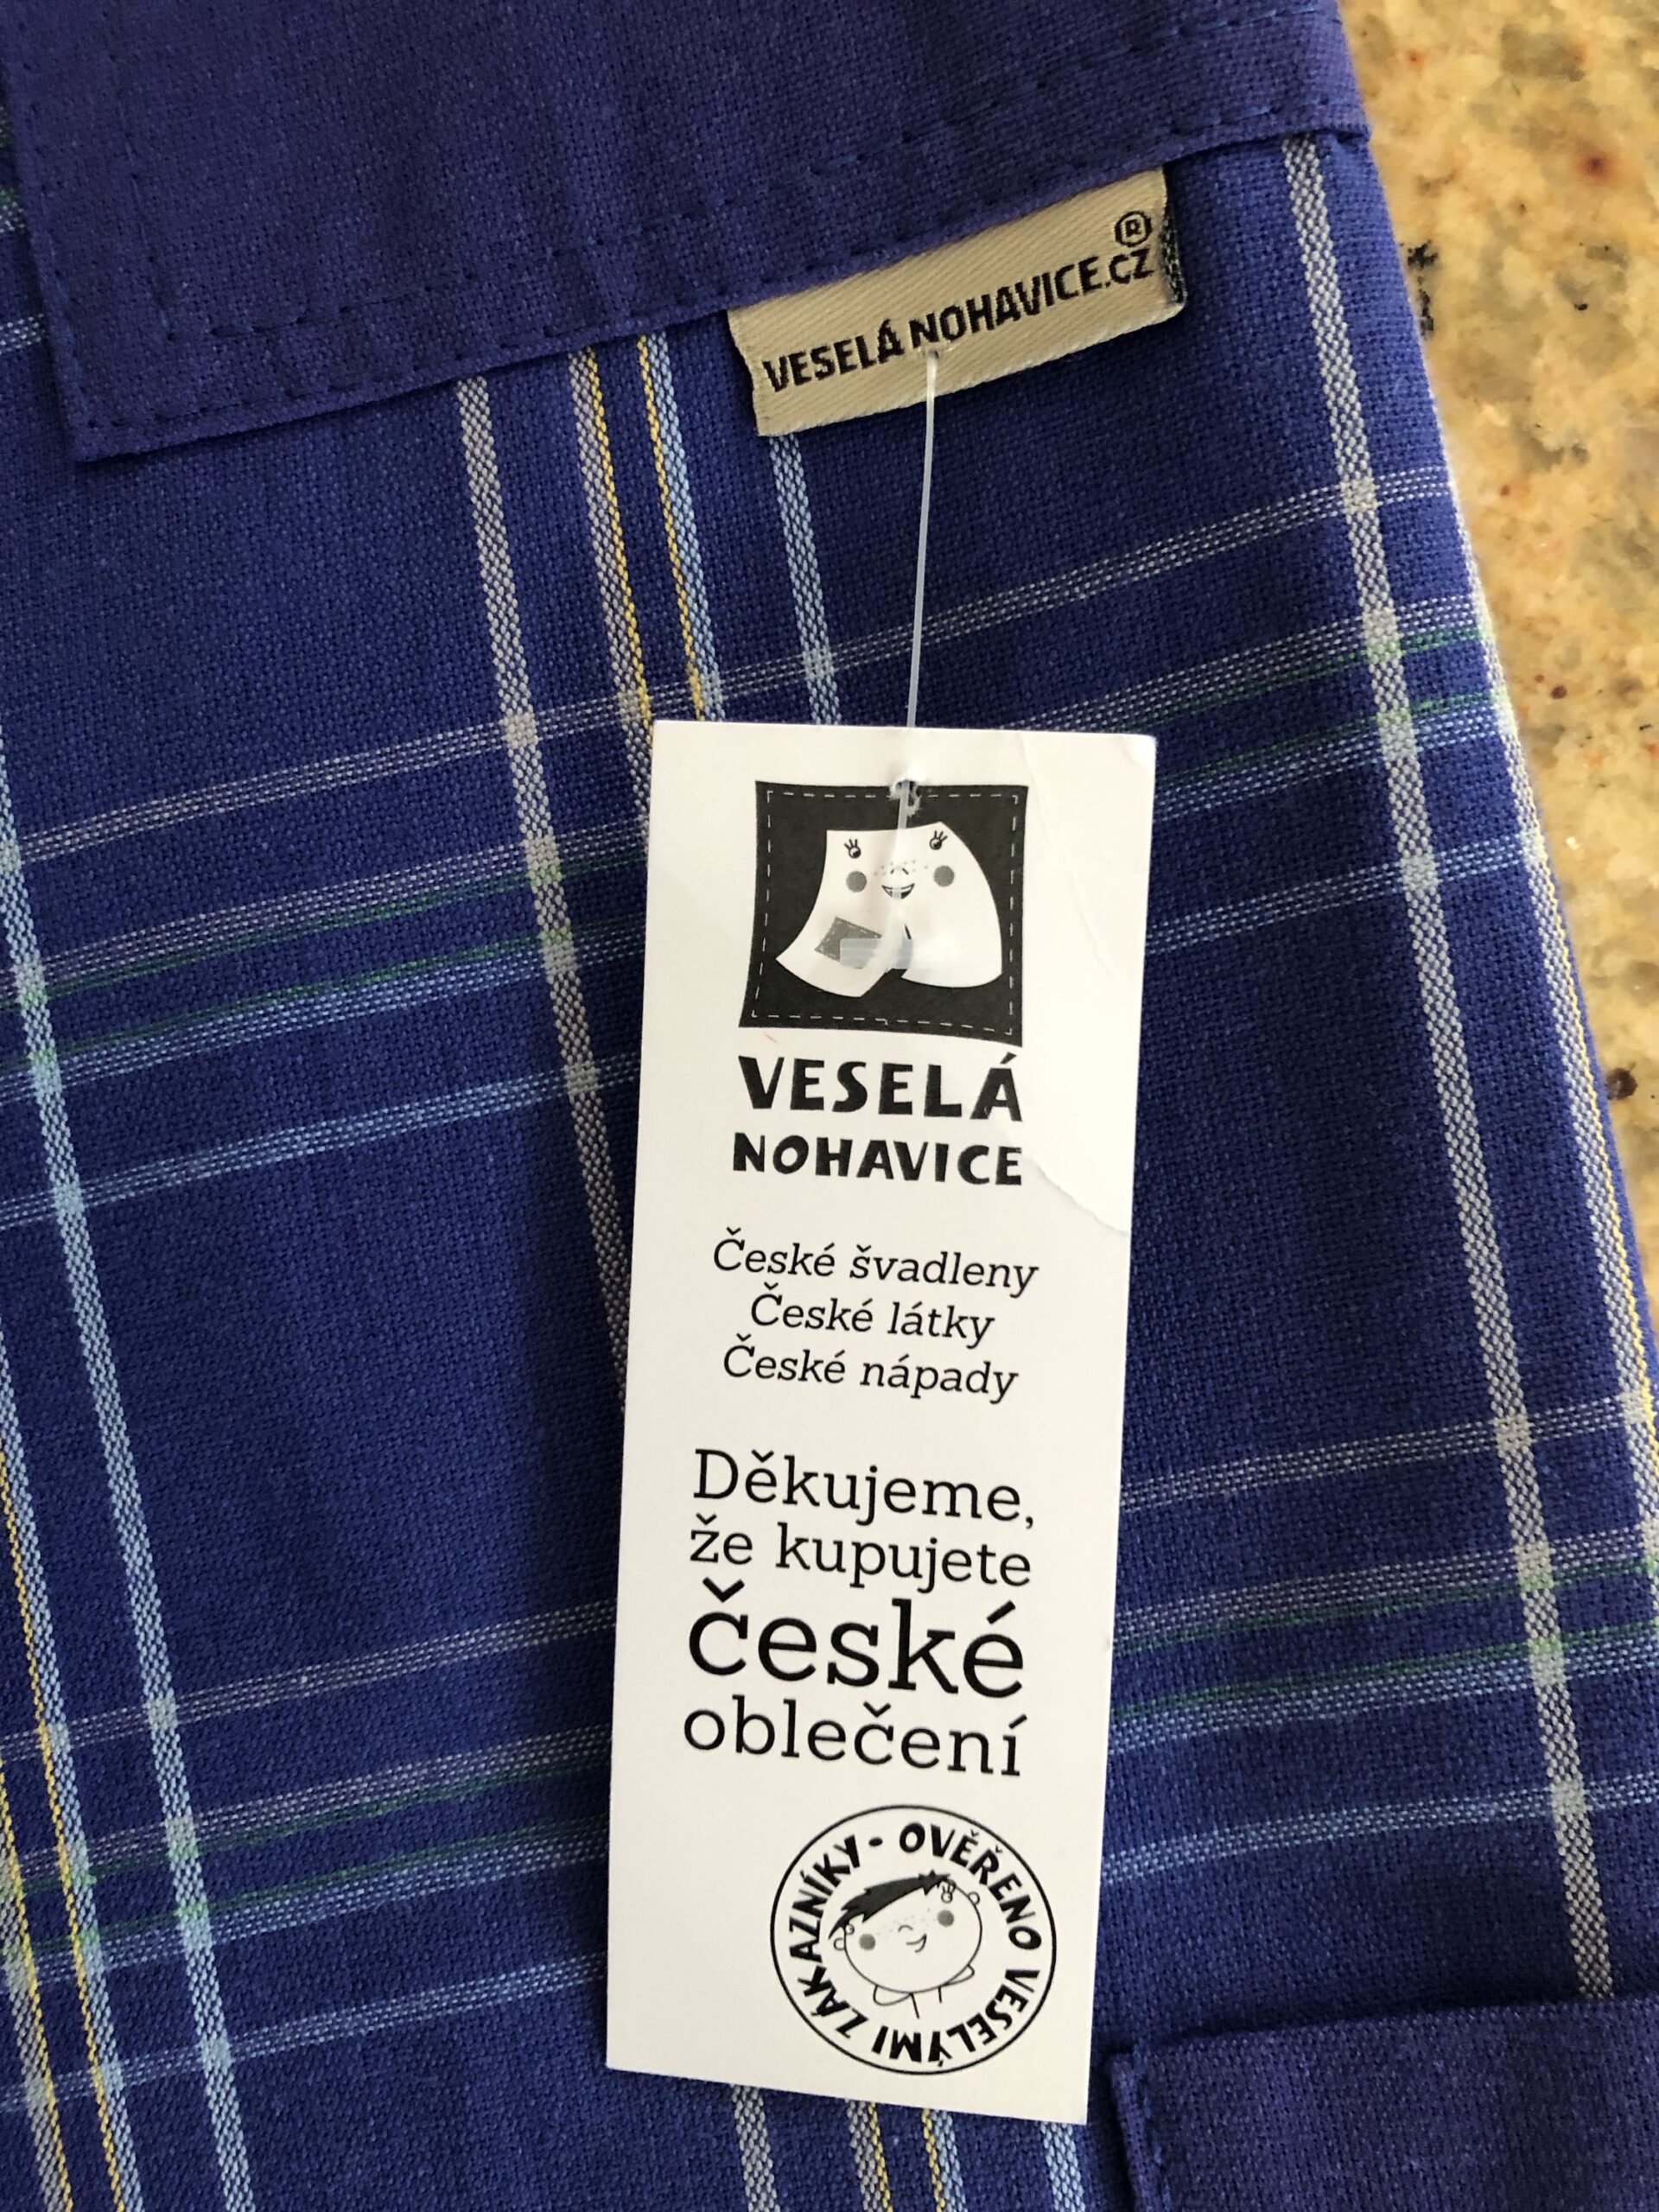 VESELÁ NOHAVICE.CZ®
VESELÁ
NOHAVICE
České švadleny
České látky
České nápady
Děkujeme,
že kupujete
české
oblečení
OVĚŘENO VESELÝMI ZÁKAZNÍKY -